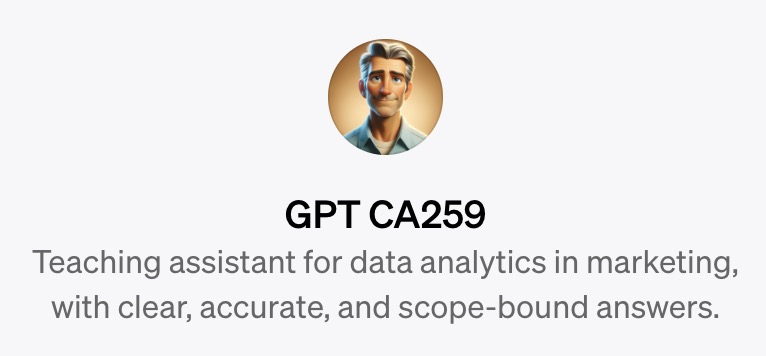 GPT CA259
Teaching assistant for data analytics in marketing,
with clear, accurate, and scope-bound answers.